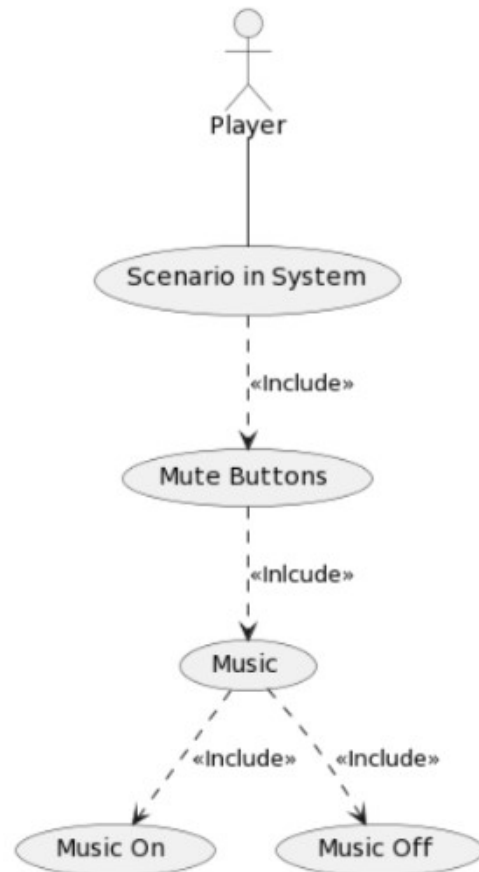 Player
Scenario in System
«Include»
Mute Buttons
«Inlcude»
Music
«Include» «Include»
Music On Music Off